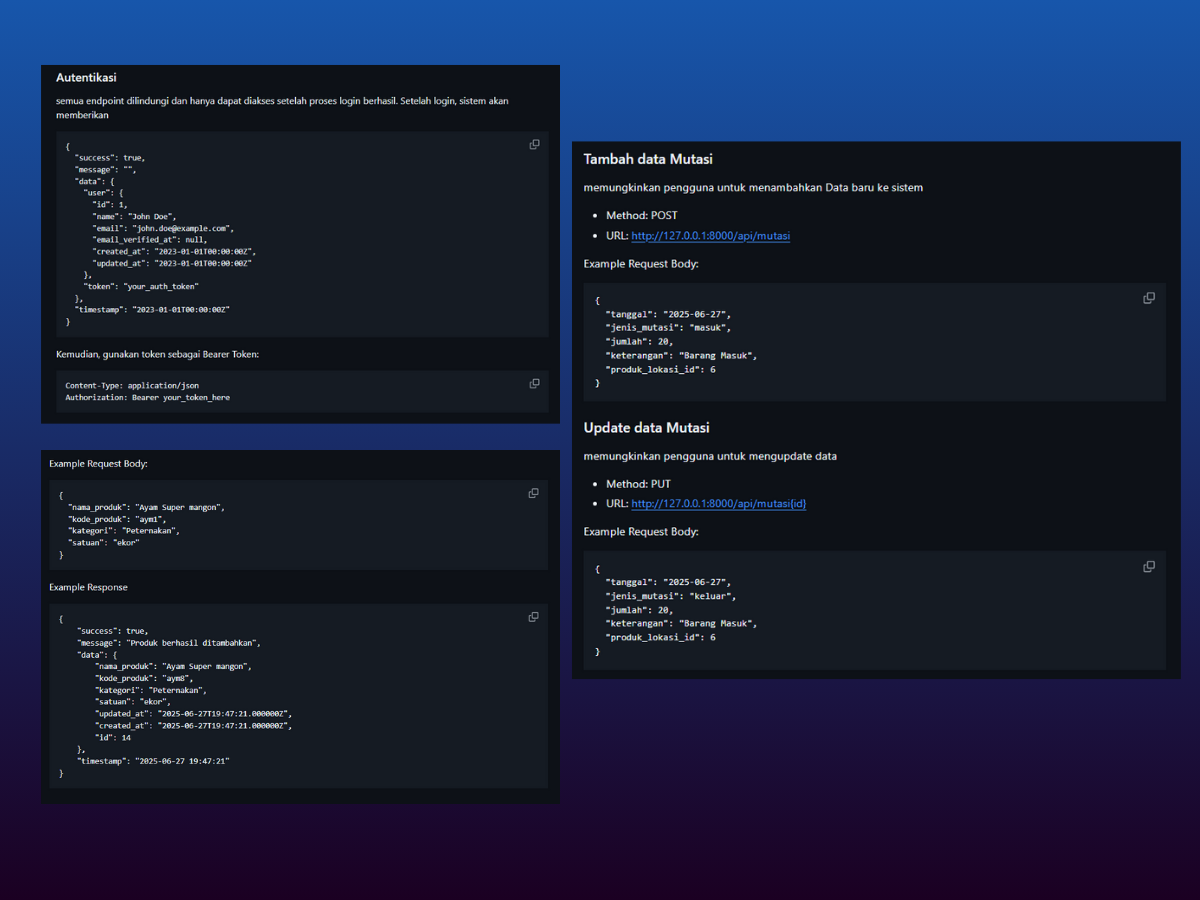 Autentikasi
semua endpoint dilindungi dan hanya dapat diakses setelah proses login berhasil. Setelah login, sistem akan
memberikan
{
  "success": true,
  "message": "",
  "data": {
    "user": {
      "id": 1,
      "name": "John Doe",
      "email": "john.doe@example.com",
      "email_verified_at": null,
      "created_at": "2023-01-01T00:00:00Z",
      "updated_at": "2023-01-01T00:00:00Z"
    },
    "token": "your_auth_token"
  },
  "timestamp": "2023-01-01T00:00:00Z"
}
Kemudian, gunakan token sebagai Bearer Token:
Content-Type: application/json
Authorization: Bearer your_token_here
Example Request Body:
{
  "nama_produk": "Ayam Super mangon",
  "kode_produk": "aym1",
  "kategori": "Peternakan",
  "satuan": "ekor"
}
Example Response
{
    "success": true,
    "message": "Produk berhasil ditambahkan",
    "data": {
        "nama_produk": "Ayam Super mangon",
        "kode_produk": "aym8",
        "kategori": "Peternakan",
        "satuan": "ekor",
        "updated_at": "2025-06-27T19:47:21.000000Z",
        "created_at": "2025-06-27T19:47:21.000000Z",
        "id": 14
    },
    "timestamp": "2025-06-27 19:47:21"
}
Tambah data Mutasi
memungkinkan pengguna untuk menambahkan Data baru ke sistem
• Method: POST
• URL: http://127.0.0.1:8000/api/mutasi
Example Request Body:
{
  "tanggal": "2025-06-27",
  "jenis_mutasi": "masuk",
  "jumlah": 20,
  "keterangan": "Barang Masuk",
  "produk_lokasi_id": 6
}
Update data Mutasi
memungkinkan pengguna untuk mengupdate data
• Method: PUT
• URL: http://127.0.0.1:8000/api/mutasi{id}
Example Request Body:
{
  "tanggal": "2025-06-27",
  "jenis_mutasi": "keluar",
  "jumlah": 20,
  "keterangan": "Barang Masuk",
  "produk_lokasi_id": 6
}